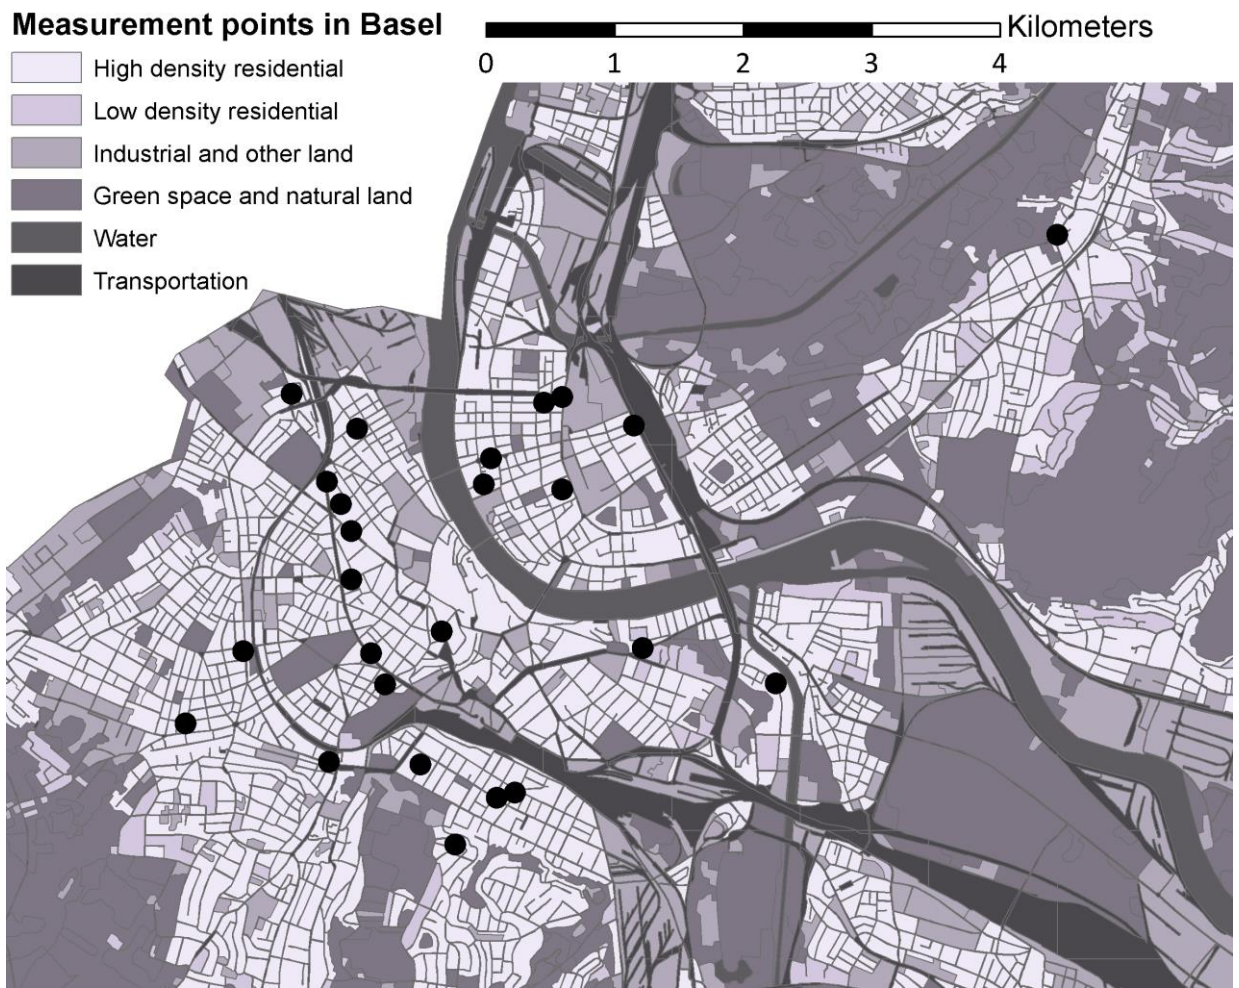 Measurement points in Basel
Kilometers
0 1 2 3 4
High density residential
Low density residential
Industrial and other land
Green space and natural land
Water
Transportation